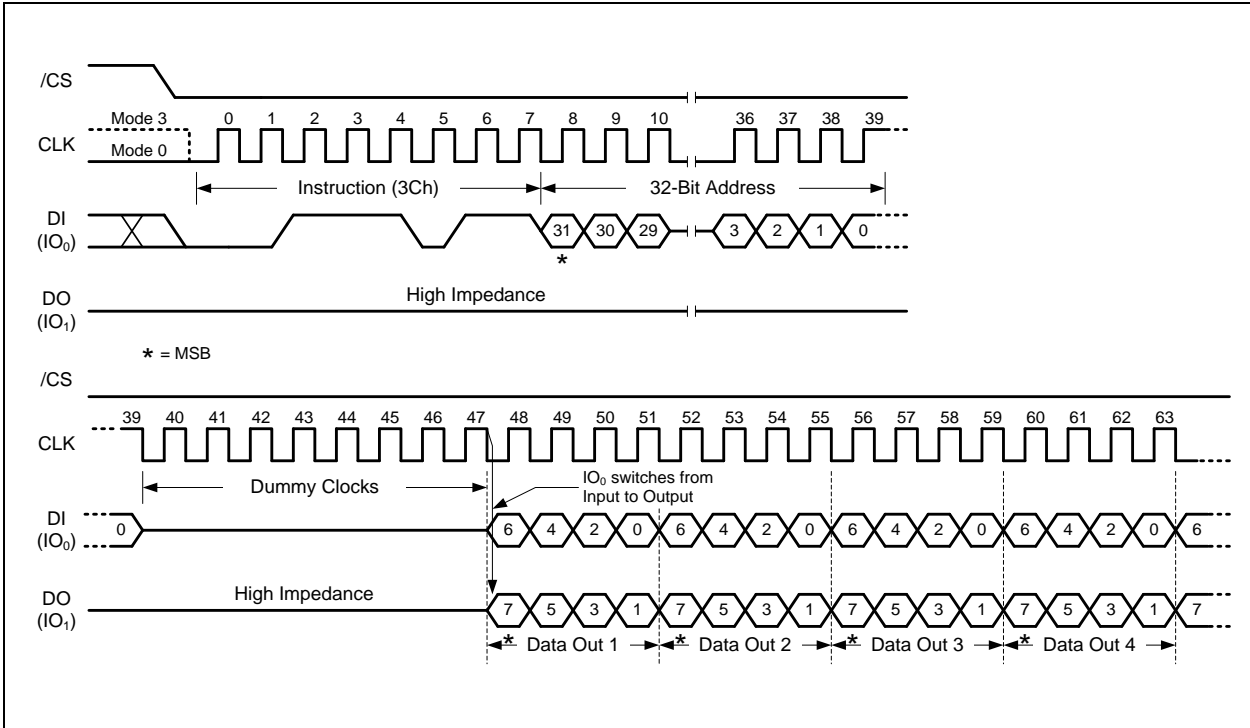 /CS
Mode 3
0 1 2 3 4 5 6 7 8 9 10 36 37 38 39
CLK
Mode 0
Instruction (3Ch)
32-Bit Address
DI
(IO0)
31 30 29 3 2 1 0
*
High Impedance
DO
(IO1)
* = MSB
/CS
39 40 41 42 43 44 45 46 47 48 49 50 51 52 53 54 55 56 57 58 59 60 61 62 63
CLK
Dummy Clocks
IO0 switches from
Input to Output
DI
(IO0)
0 6 4 2 0 6 4 2 0 6 4 2 0 6 4 2 0 6
High Impedance
DO
(IO1)
7 5 3 1 7 5 3 1 7 5 3 1 7 5 3 1 7
* Data Out 1 * Data Out 2 * Data Out 3 * Data Out 4